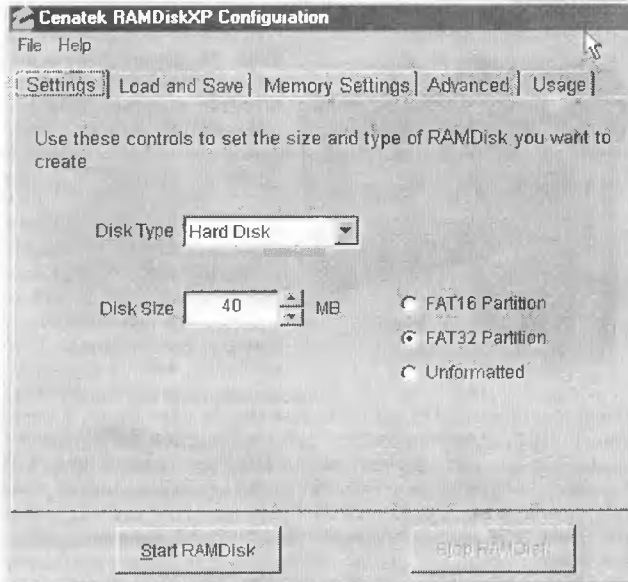 Cenatek RAMDiskXP Configuration
File Help
Settings Load and Save Memory Settings Advanced Usage
Use these controls to set the size and type of RAMDisk you want to
create
Disk Type Hard Disk
Disk Size 40 MB
FAT16 Partition
FAT32 Partition
Unformatted
Start RAMDisk Stop RAMDisk